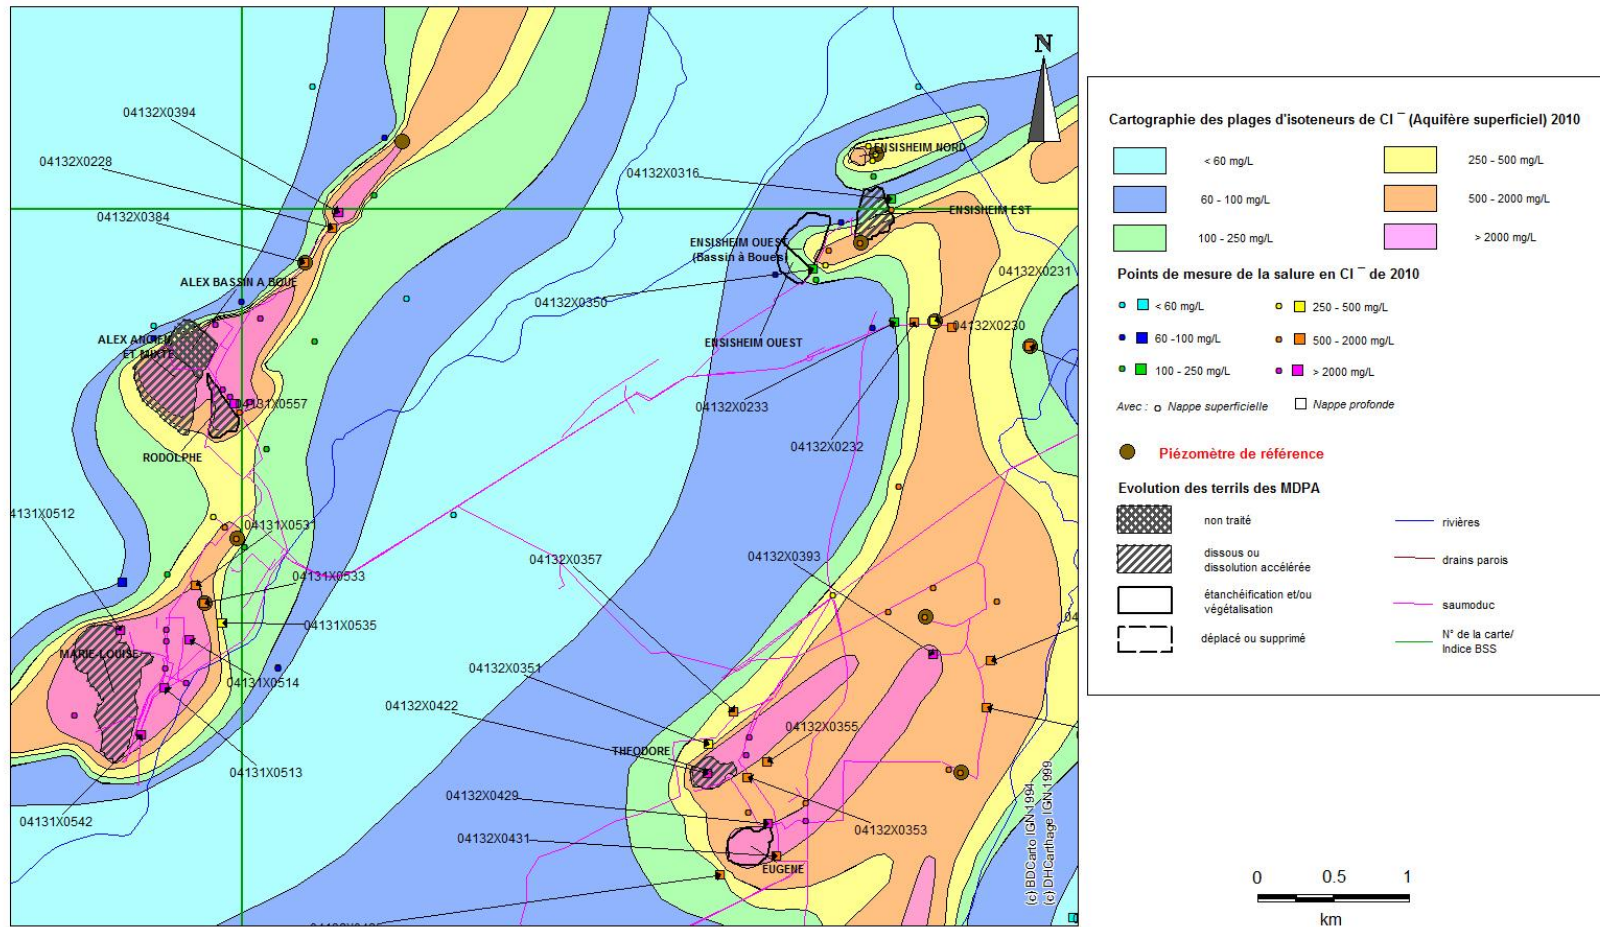 N
04132X0394
04132X0228
04132X0384
04132X0316
ENSISHEIM NORD
ENSISHEIM EST
ENSISHEIM OUEST
(Bassin à Boues)
04132X0231
ALEX BASSIN A BOUE
04132X0350
04132X0230
ALEX ANCIEN
ET MIXTE
ENSISHEIM OUEST
04131X0557
04132X0233
04132X0232
RODOLPHE
4131X0512
04131X053
04132X0357
04132X0393
04131X0533
04131X0535
MARIE-LOUISE
04132X0351
04131X0514
04132X0422
04132X0355
THEODORE
04131X0513
04132X0429
04131X0542
04132X0353
04132X0431
EUGENE
(c) BDCarto IGN 1994
(c) DHCarthage IGN 1999
Cartographie des plages d'isoteneurs de Cl⁻ (Aquifère superficiel) 2010
< 60 mg/L
250 - 500 mg/L
60 - 100 mg/L
500 - 2000 mg/L
100 - 250 mg/L
> 2000 mg/L
Points de mesure de la salure en Cl⁻ de 2010
< 60 mg/L
250 - 500 mg/L
60 -100 mg/L
500 - 2000 mg/L
100 - 250 mg/L
> 2000 mg/L
Avec : o Nappe superficielle
Nappe profonde
Piézomètre de référence
Evolution des terrils des MDPA
non traité
rivières
dissous ou
dissolution accélérée
drains parois
étanchéification et/ou
végétalisation
saumoduc
déplacé ou supprimé
N° de la carte/
Indice BSS
0 0.5 1
km